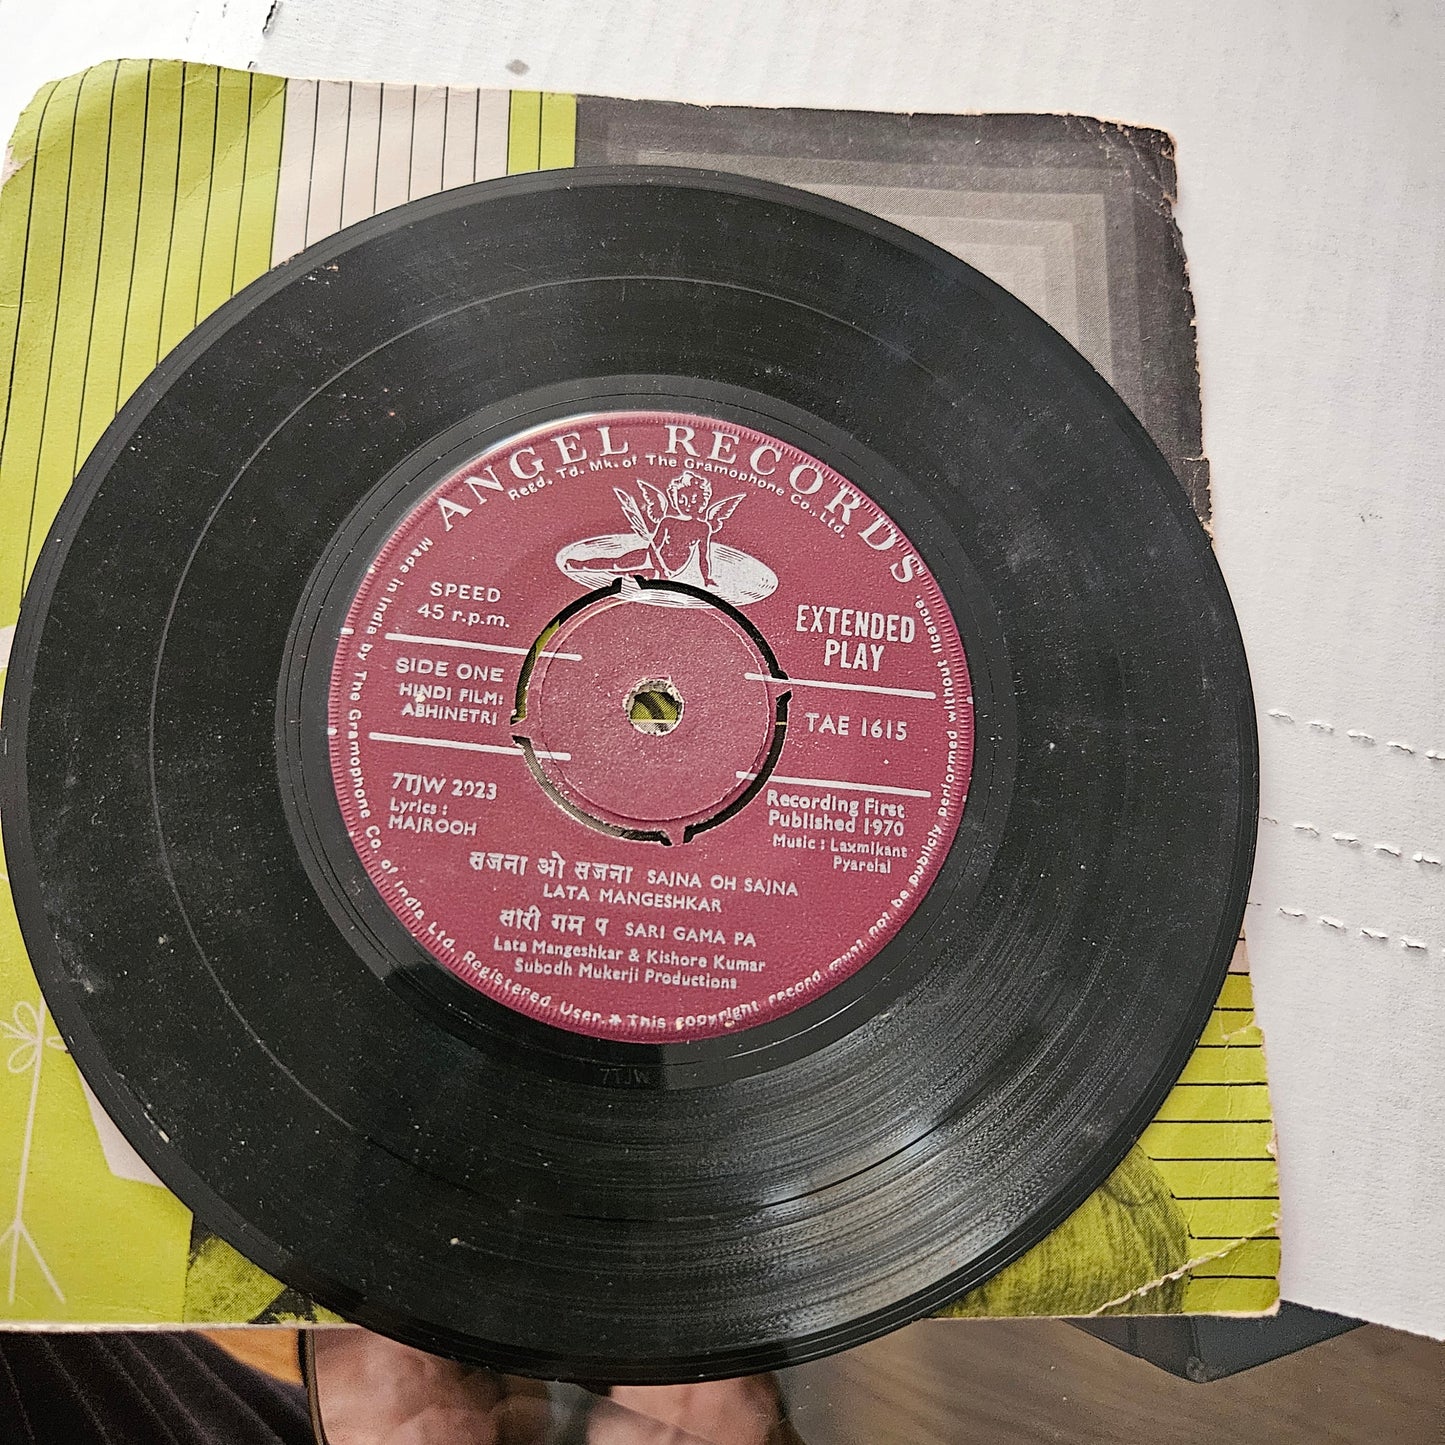 ANGEL RECORDS
Regd. Td. Mk. of The Gramophone Co., Ltd.
SPEED
45 r.p.m.
EXTENDED
PLAY
SIDE ONE
HINDI FILM:
ABHINETRI
TAE 1615
7TJW 2023
Lyrics :
MAJROOH
Recording First
Published 1970
Music : Laxmikant
Pyarelal
सजना ओ सजना SAJNA OH SAJNA
LATA MANGESHKAR
सारी गम प SARI GAMA PA
Lata Mangeshkar & Kishore Kumar
Subodh Mukerji Productions
Made in India by The Gramophone Co. of India Ltd. Registered User. * This copyright record must not be publicly performed without licence.
7TJW